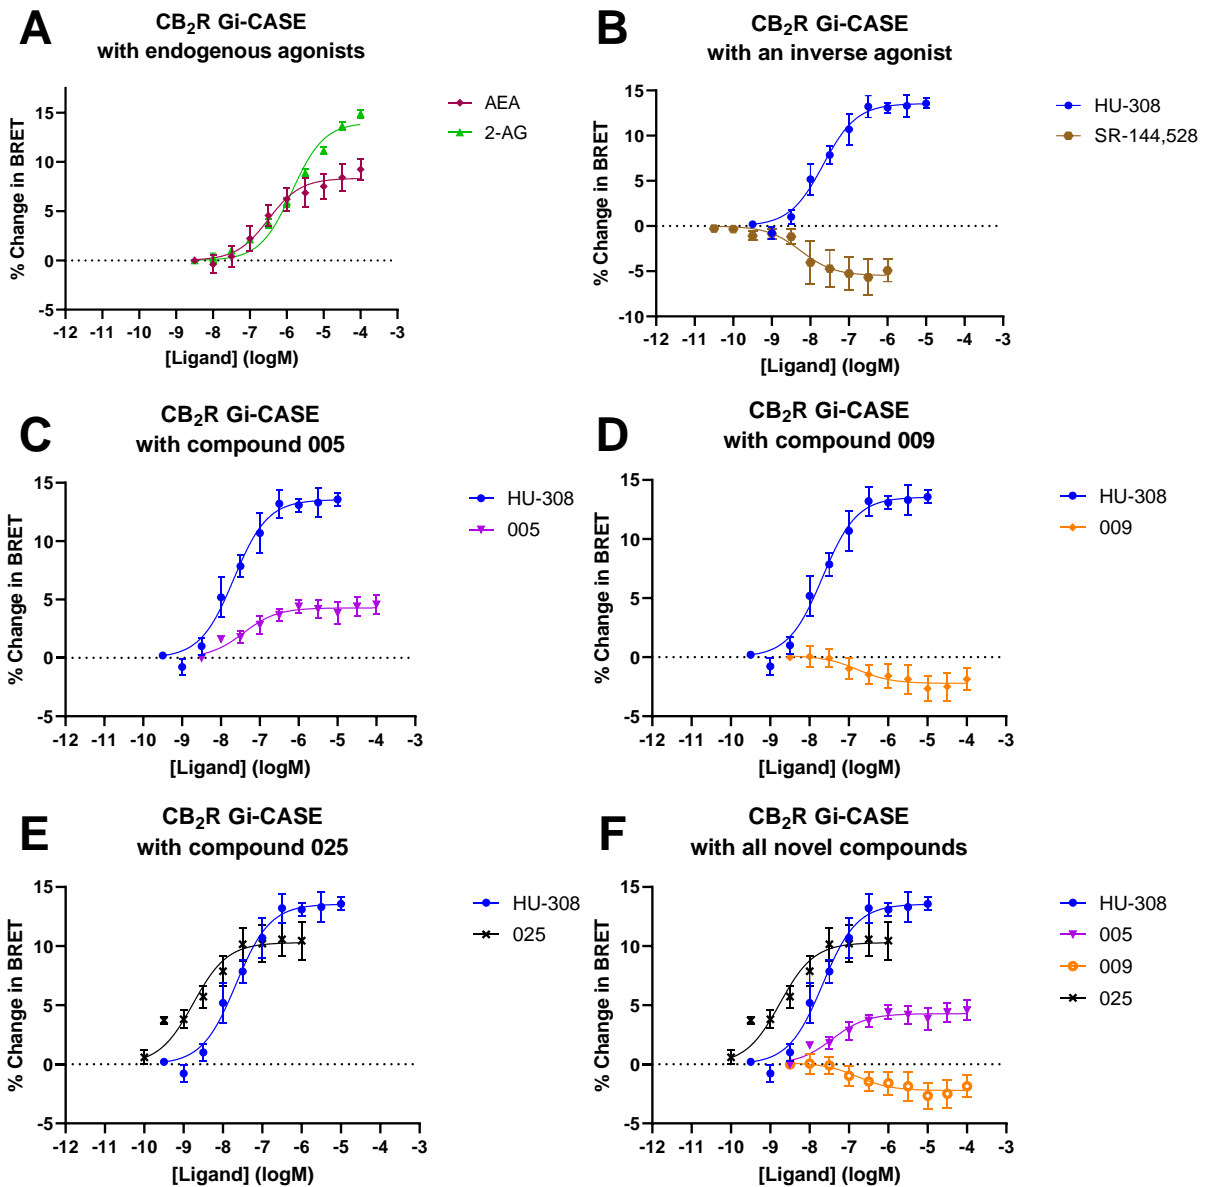 A
CB₂R Gi-CASE
with endogenous agonists
% Change in BRET
15
10
5
0
-5
-12 -11 -10 -9 -8 -7 -6 -5 -4 -3
[Ligand] (logM)
AEA
2-AG
B
CB₂R Gi-CASE
with an inverse agonist
% Change in BRET
15
10
5
0
-5
-10
-12 -11 -10 -9 -8 -7 -6 -5 -4 -3
[Ligand] (logM)
HU-308
SR-144,528
C
CB₂R Gi-CASE
with compound 005
% Change in BRET
15
10
5
0
-5
-12 -11 -10 -9 -8 -7 -6 -5 -4 -3
[Ligand] (logM)
HU-308
005
D
CB₂R Gi-CASE
with compound 009
% Change in BRET
15
10
5
0
-5
-12 -11 -10 -9 -8 -7 -6 -5 -4 -3
[Ligand] (logM)
HU-308
009
E
CB₂R Gi-CASE
with compound 025
% Change in BRET
15
10
5
0
-5
-12 -11 -10 -9 -8 -7 -6 -5 -4 -3
[Ligand] (logM)
HU-308
025
F
CB₂R Gi-CASE
with all novel compounds
% Change in BRET
15
10
5
0
-5
-12 -11 -10 -9 -8 -7 -6 -5 -4 -3
[Ligand] (logM)
HU-308
005
009
025